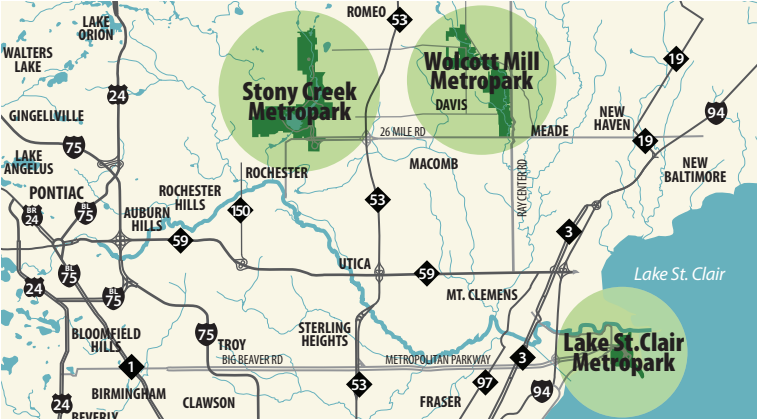 ROMEO
53
LAKE
ORION
19
WALTERS
LAKE
Wolcott Mill
Metropark
Stony Creek
Metropark
24
DAVIS
94
GINGELLVILLE
NEW
HAVEN
26 MILE RD
MEADE
19
75
LAKE
ANGELUS
MACOMB
NEW
BALTIMORE
ROCHESTER
RAY CENTER RD
PONTIAC
ROCHESTER
HILLS
53
BR
24
BL
75
AUBURN
HILLS
150
59
3
UTICA
59
Lake St. Clair
BL
75
24
BL
75
MT. CLEMENS
BLOOMFIELD
HILLS
75
TROY
STERLING
HEIGHTS
Lake St.Clair
Metropark
BIG BEAVER RD
METROPOLITAN PARKWAY
3
1
53
97
94
BIRMINGHAM
24
CLAWSON
FRASER
BEVERLY